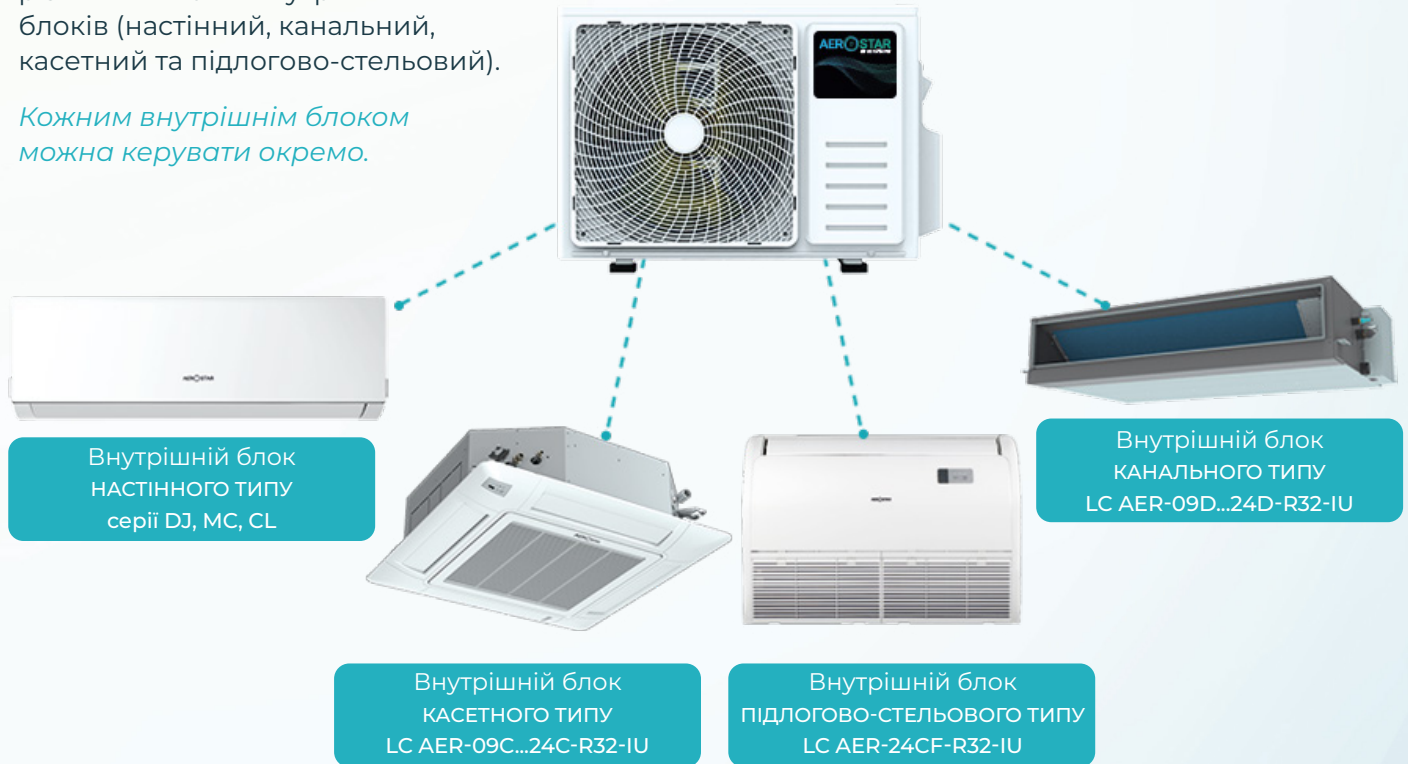 блоків (настінний, канальний,
касетний та підлогово-стельовий).
Кожним внутрішнім блоком
можна керувати окремо.
AEROSTAR
AEROSTAR
Внутрішній блок
НАСТІННОГО ТИПУ
серії DJ, MC, CL
Внутрішній блок
КАНАЛЬНОГО ТИПУ
LC AER-09D...24D-R32-IU
Внутрішній блок
КАСЕТНОГО ТИПУ
LC AER-09C...24C-R32-IU
Внутрішній блок
ПІДЛОГОВО-СТЕЛЬОВОГО ТИПУ
LC AER-24CF-R32-IU